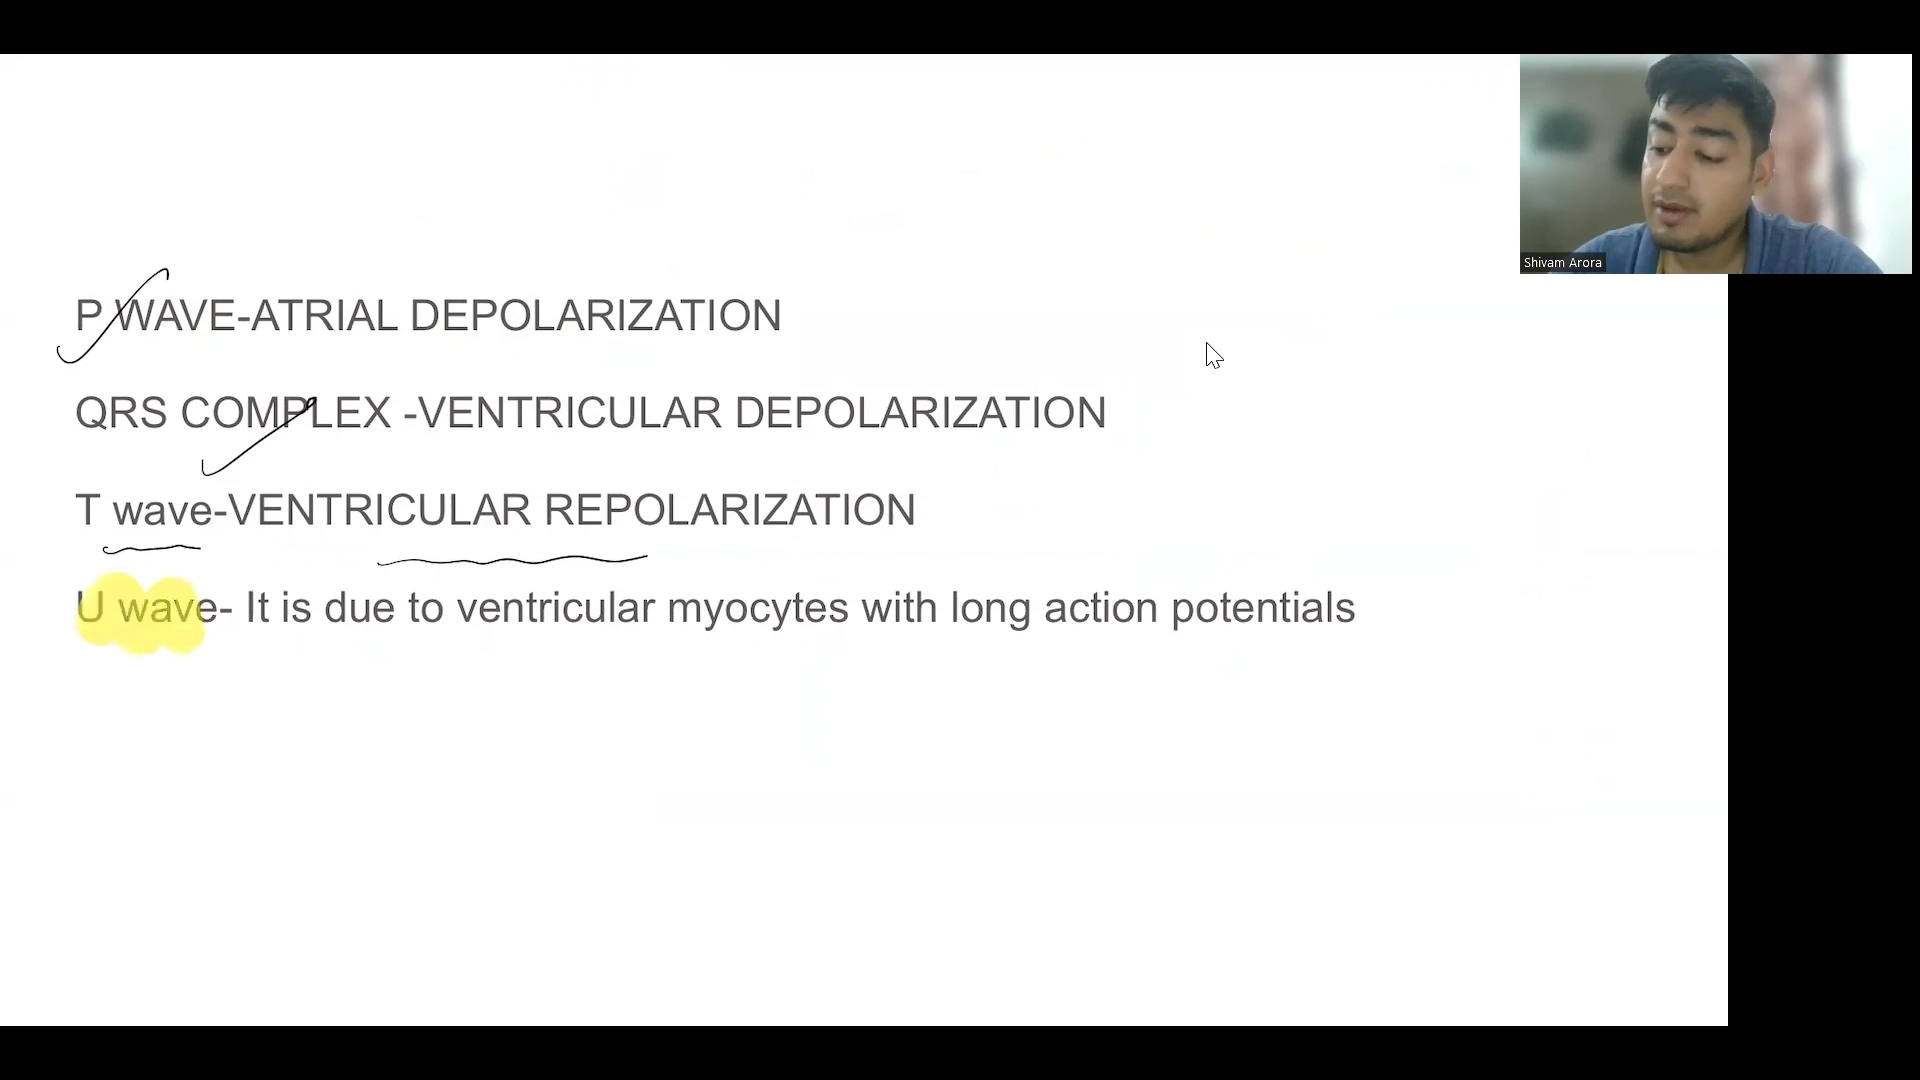 Shivam Arora
P WAVE-ATRIAL DEPOLARIZATION
QRS COMPLEX -VENTRICULAR DEPOLARIZATION
T wave-VENTRICULAR REPOLARIZATION
U wave- It is due to ventricular myocytes with long action potentials